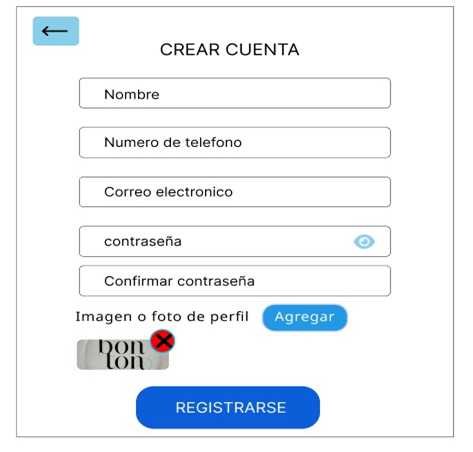 CREAR CUENTA
Nombre
Numero de telefono
Correo electronico
contraseña
Confirmar contraseña
Imagen o foto de perfil Agregar
bon
ton
REGISTRARSE